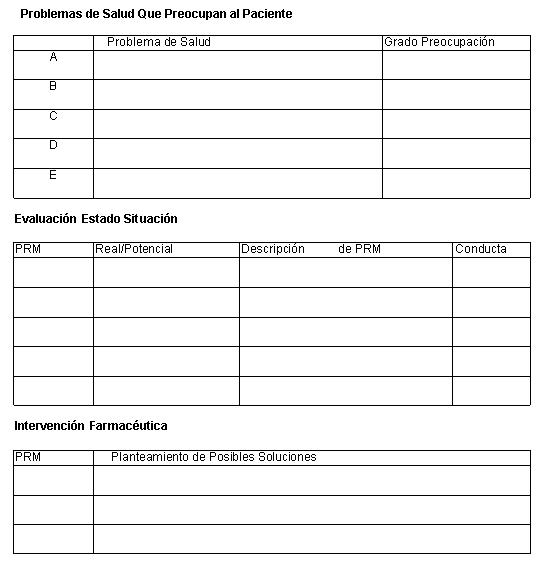 Problemas de Salud Que Preocupan al Paciente
Problema de Salud Grado Preocupación
A
B
C
D
E
Evaluación Estado Situación
PRM Real/Potencial Descripción de PRM Conducta
Intervención Farmacéutica
PRM Planteamiento de Posibles Soluciones